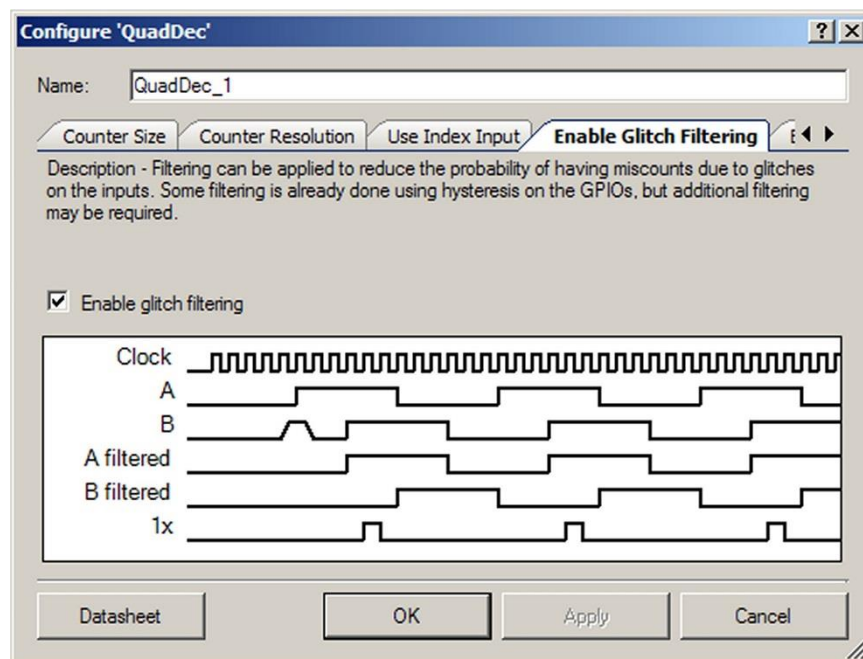 Configure 'QuadDec'
Name: QuadDec_1
Counter Size Counter Resolution Use Index Input Enable Glitch Filtering
Description - Filtering can be applied to reduce the probability of having miscounts due to glitches
on the inputs. Some filtering is already done using hysteresis on the GPIOs, but additional filtering
may be required.
Enable glitch filtering
Clock
A
B
A filtered
B filtered
1x
Datasheet OK Apply Cancel